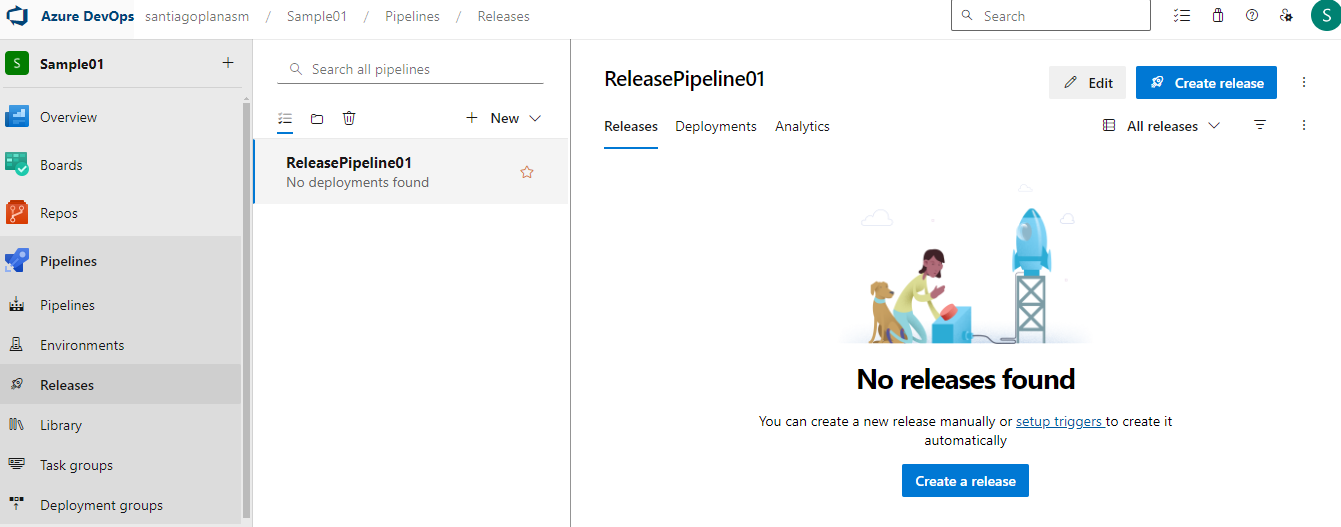 Azure DevOps santiagoplanasm / Sample01 / Pipelines / Releases
Search
S
S Sample01
Overview
Boards
Repos
Pipelines
Pipelines
Environments
Releases
Library
Task groups
Deployment groups
Search all pipelines
New
ReleasePipeline01
No deployments found
ReleasePipeline01
Edit
Create release
Releases Deployments Analytics
All releases
No releases found
You can create a new release manually or setup triggers to create it
automatically
Create a release